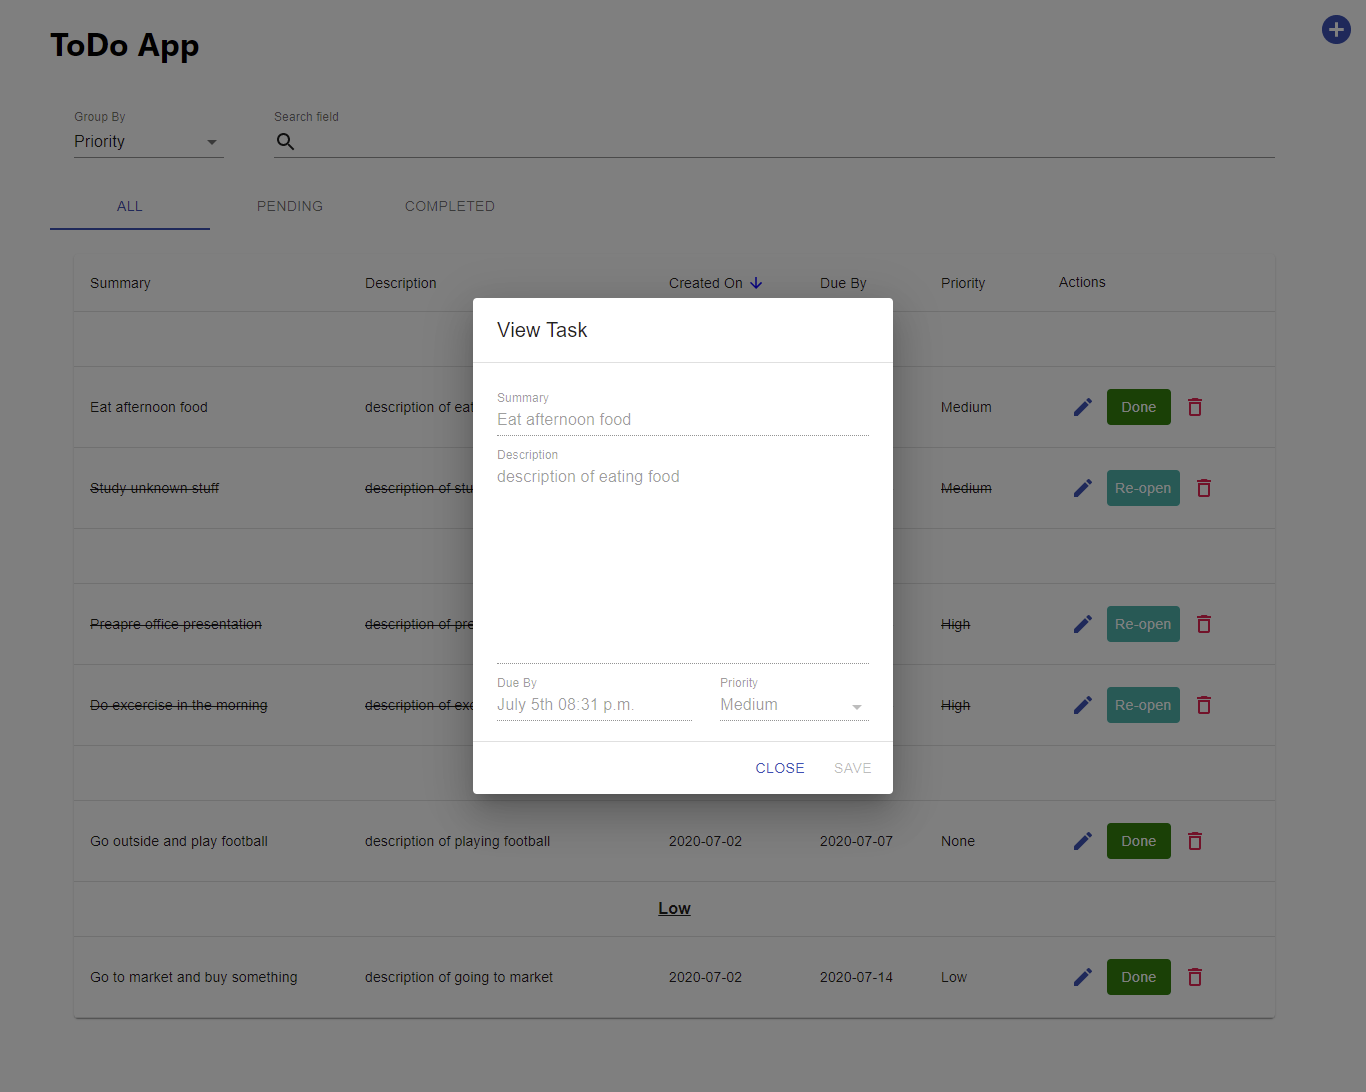 ToDo App
Group By
Priority
Search field
ALL PENDING COMPLETED
Summary Description Created On Due By Priority Actions
Eat afternoon food description of eat Medium Done
Study unknown stuff description of stu Medium Re-open
Preapre office presentation description of pre High Re-open
Do excercise in the morning description of exc High Re-open
Go outside and play football description of playing football 2020-07-02 2020-07-07 None Done
Low
Go to market and buy something description of going to market 2020-07-02 2020-07-14 Low Done
View Task
Summary
Eat afternoon food
Description
description of eating food
Due By Priority
July 5th 08:31 p.m. Medium
CLOSE SAVE